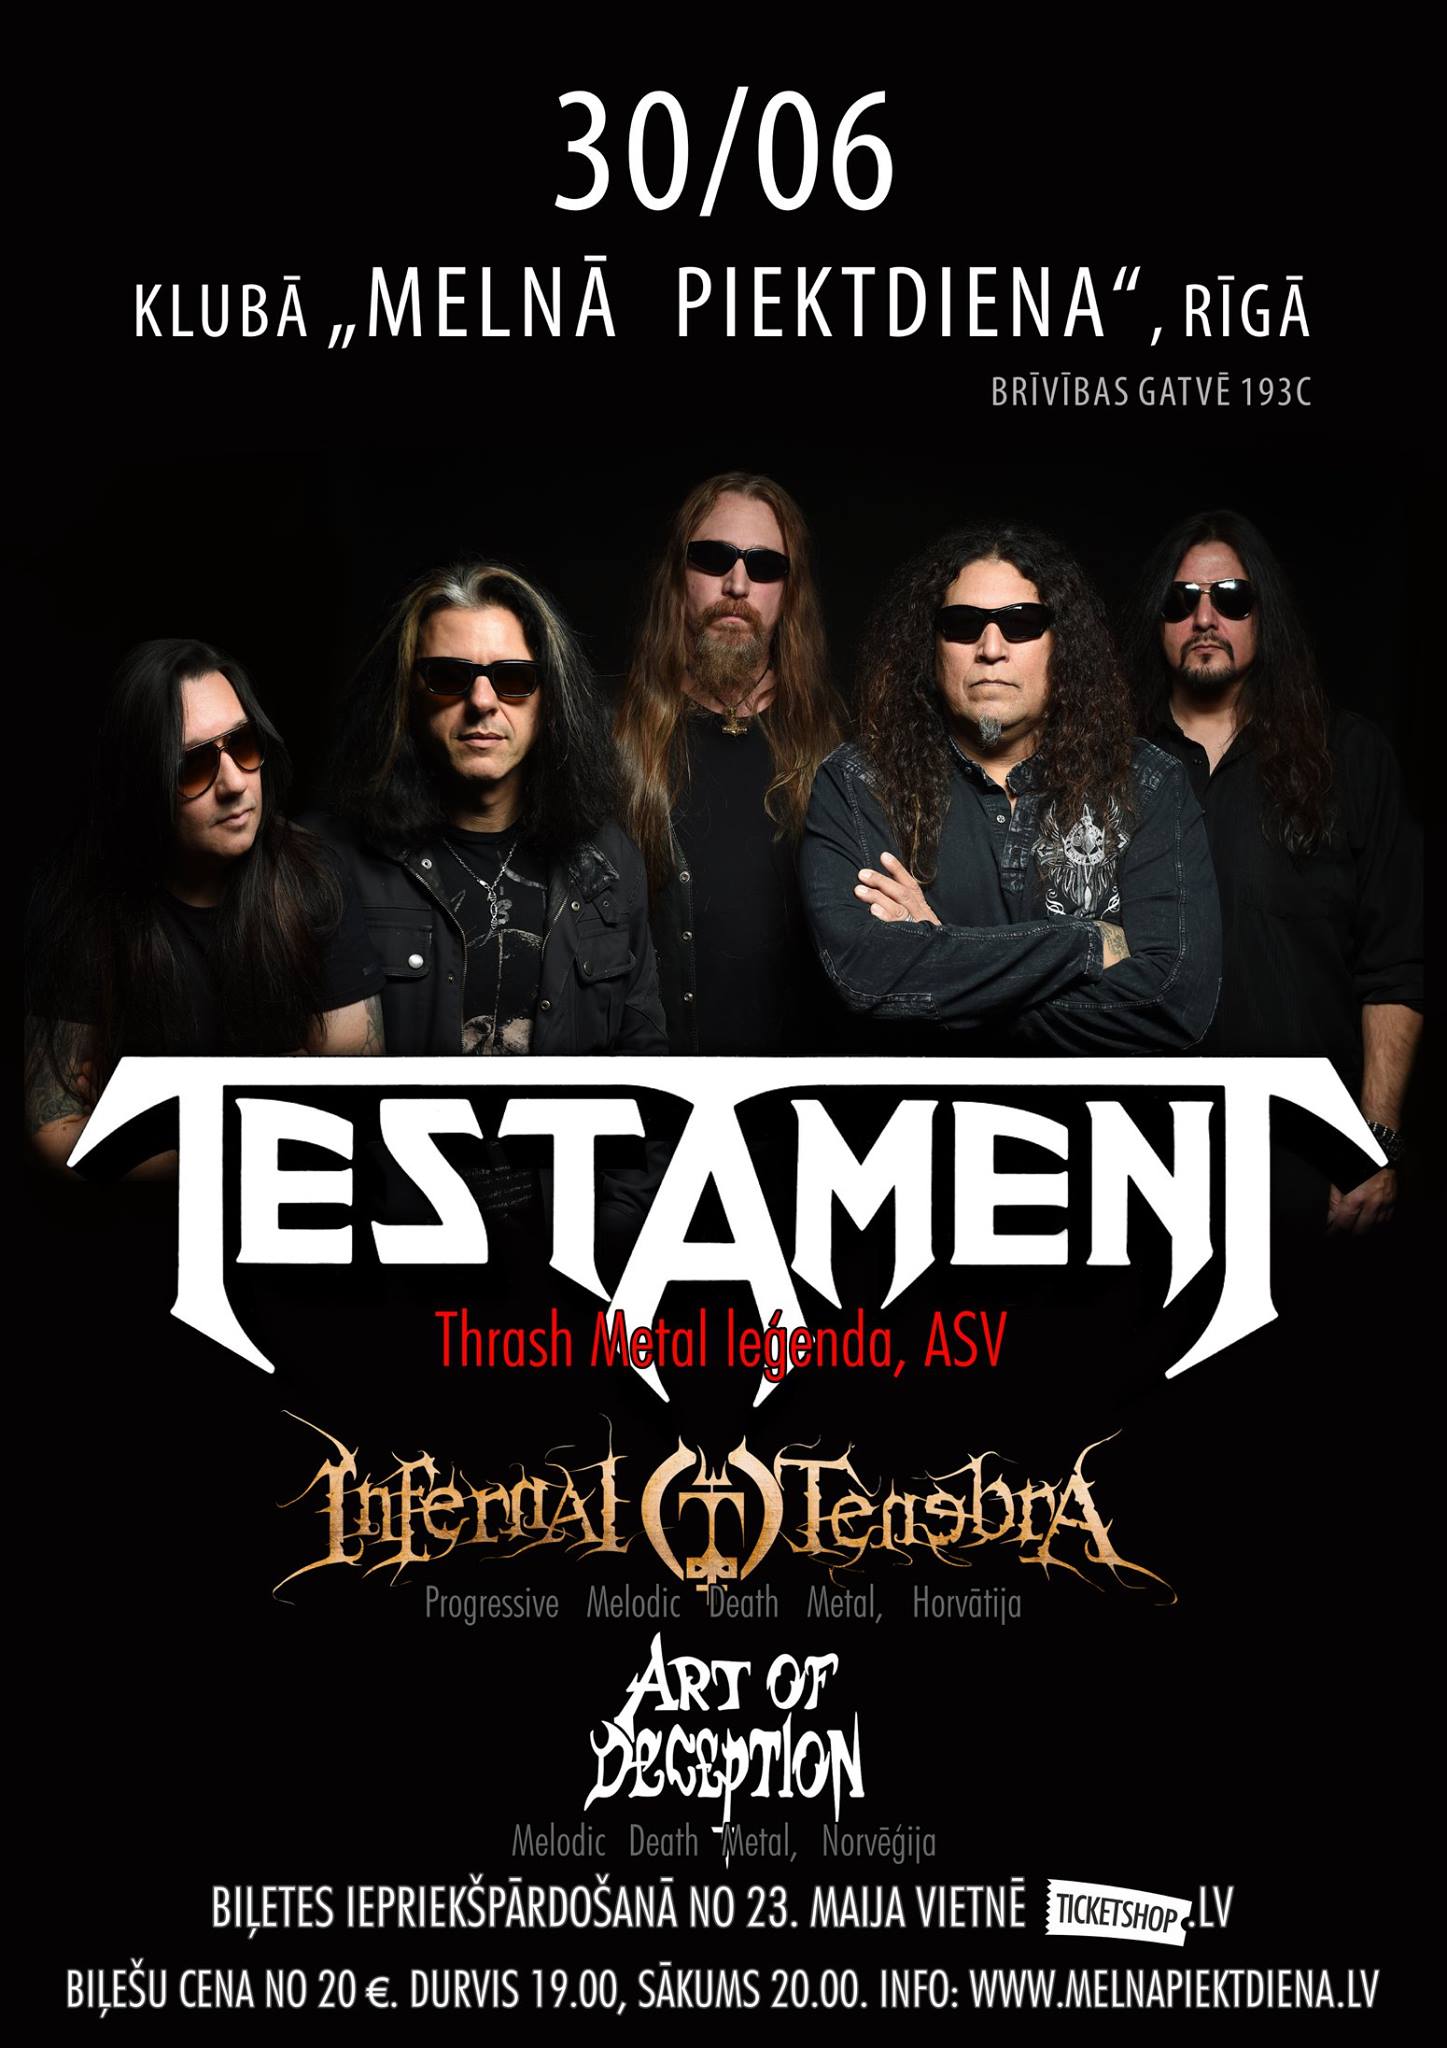 30/06
KLUBĀ „MELNĀ PIEKTDIENA“, RĪGĀ
BRĪVĪBAS GATVĒ 193C
TESTAMENT
Thrash Metal leģenda, ASV
Infernal Tenebra
Progressive Melodic Death Metal, Horvātija
ART OF
DECEPTION
Melodic Death Metal, Norvēģija
BIĻETES IEPRIEKŠPĀRDOŠANĀ NO 23. MAIJA VIETNĒ TICKETSHOP.LV
BIĻEŠU CENA NO 20 €. DURVIS 19.00, SĀKUMS 20.00. INFO: WWW.MELNAPIEKTDIENA.LV